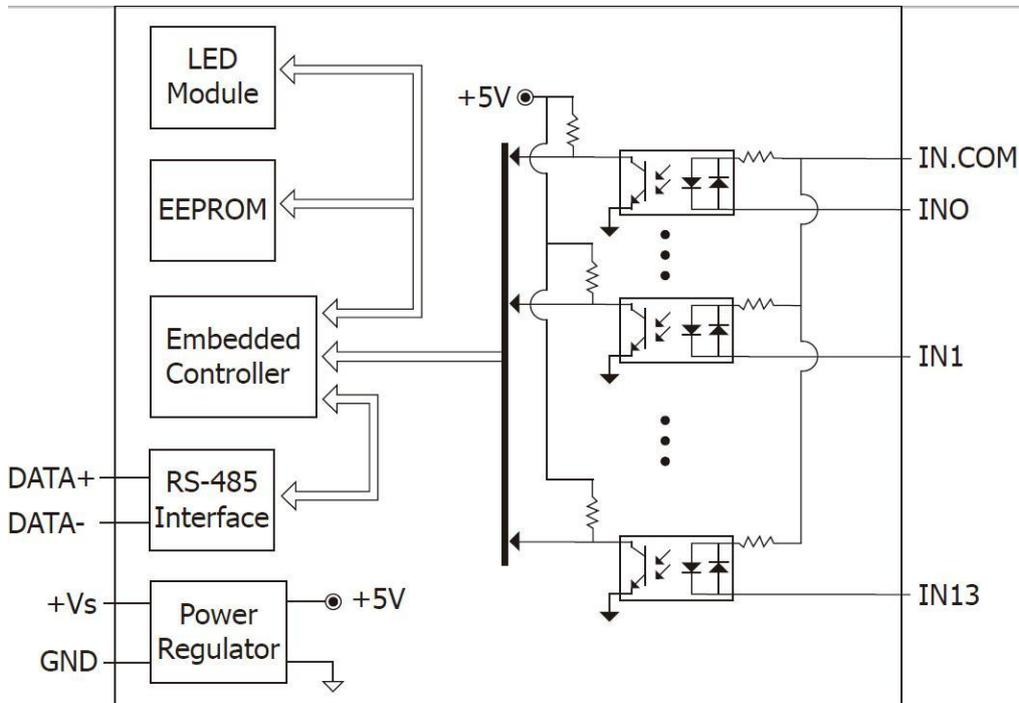 LED
Module
EEPROM
Embedded
Controller
RS-485
Interface
Power
Regulator
DATA+
DATA-
+Vs
GND
+5V
+5V
IN.COM
INO
IN1
IN13